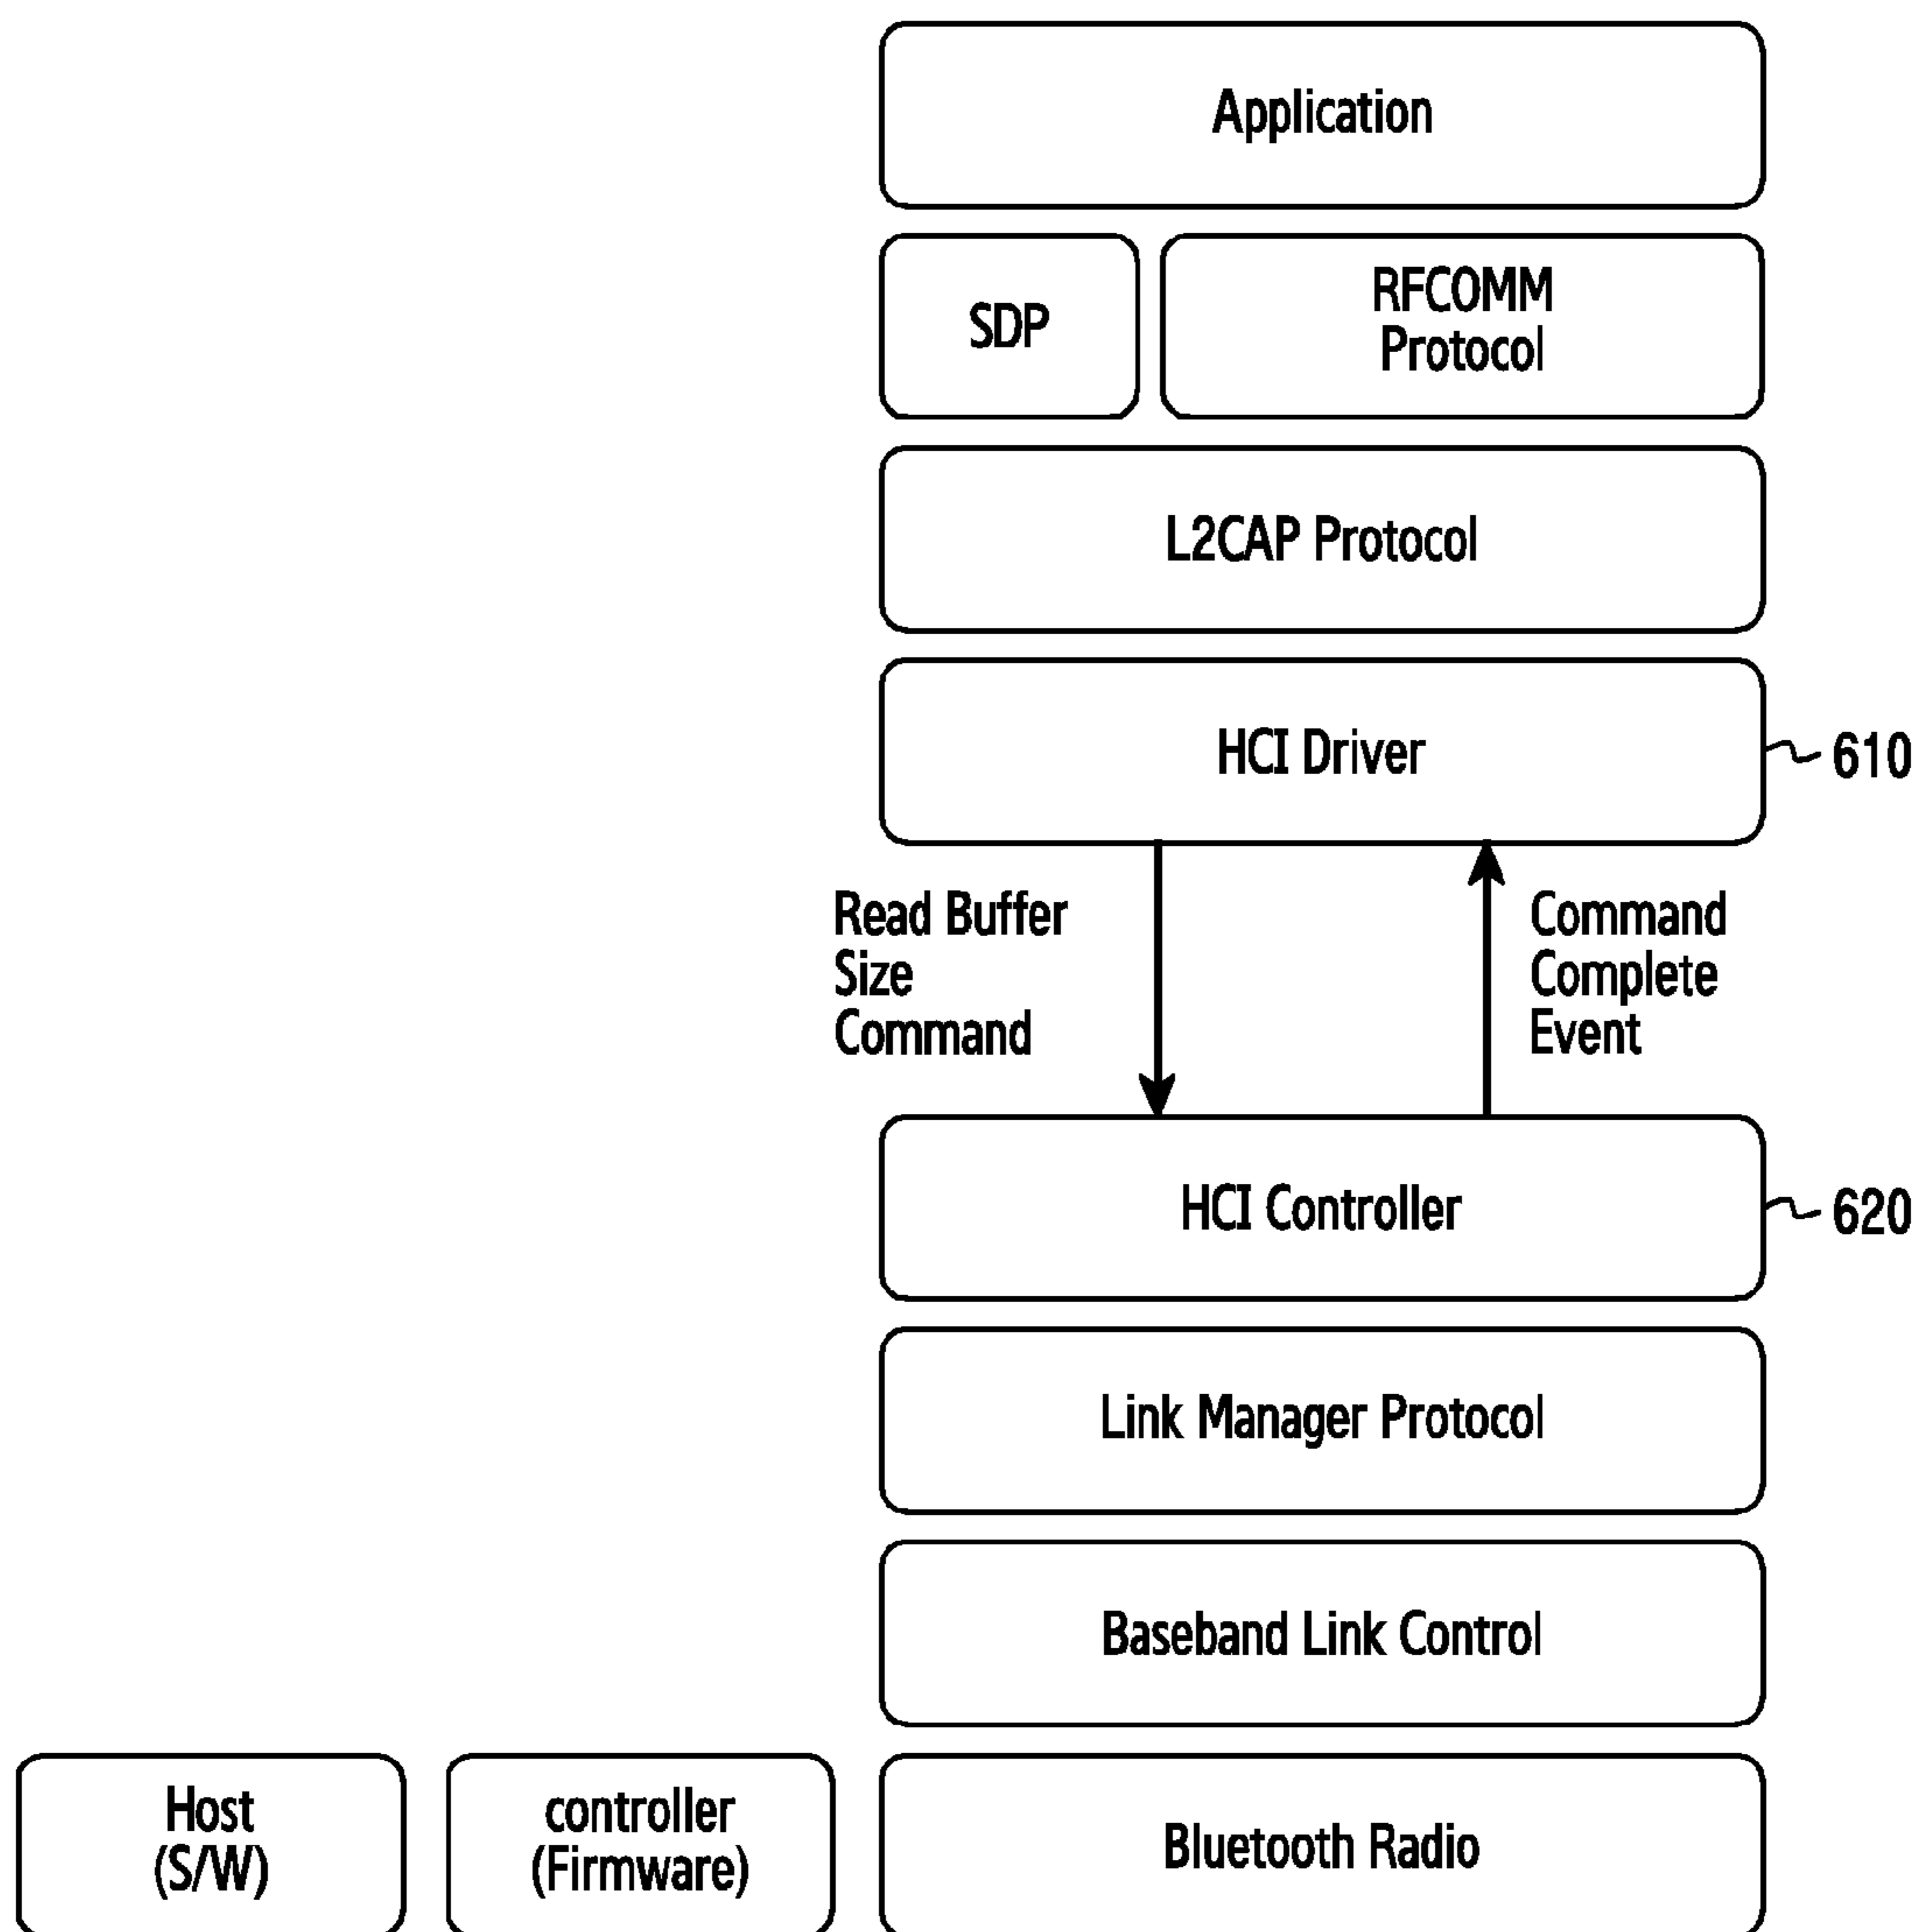 Application
SDP
RFCOMM
Protocol
L2CAP Protocol
HCI Driver
610
Read Buffer
Size
Command
Command
Complete
Event
HCI Controller
620
Link Manager Protocol
Baseband Link Control
Host
(S/W)
controller
(Firmware)
Bluetooth Radio